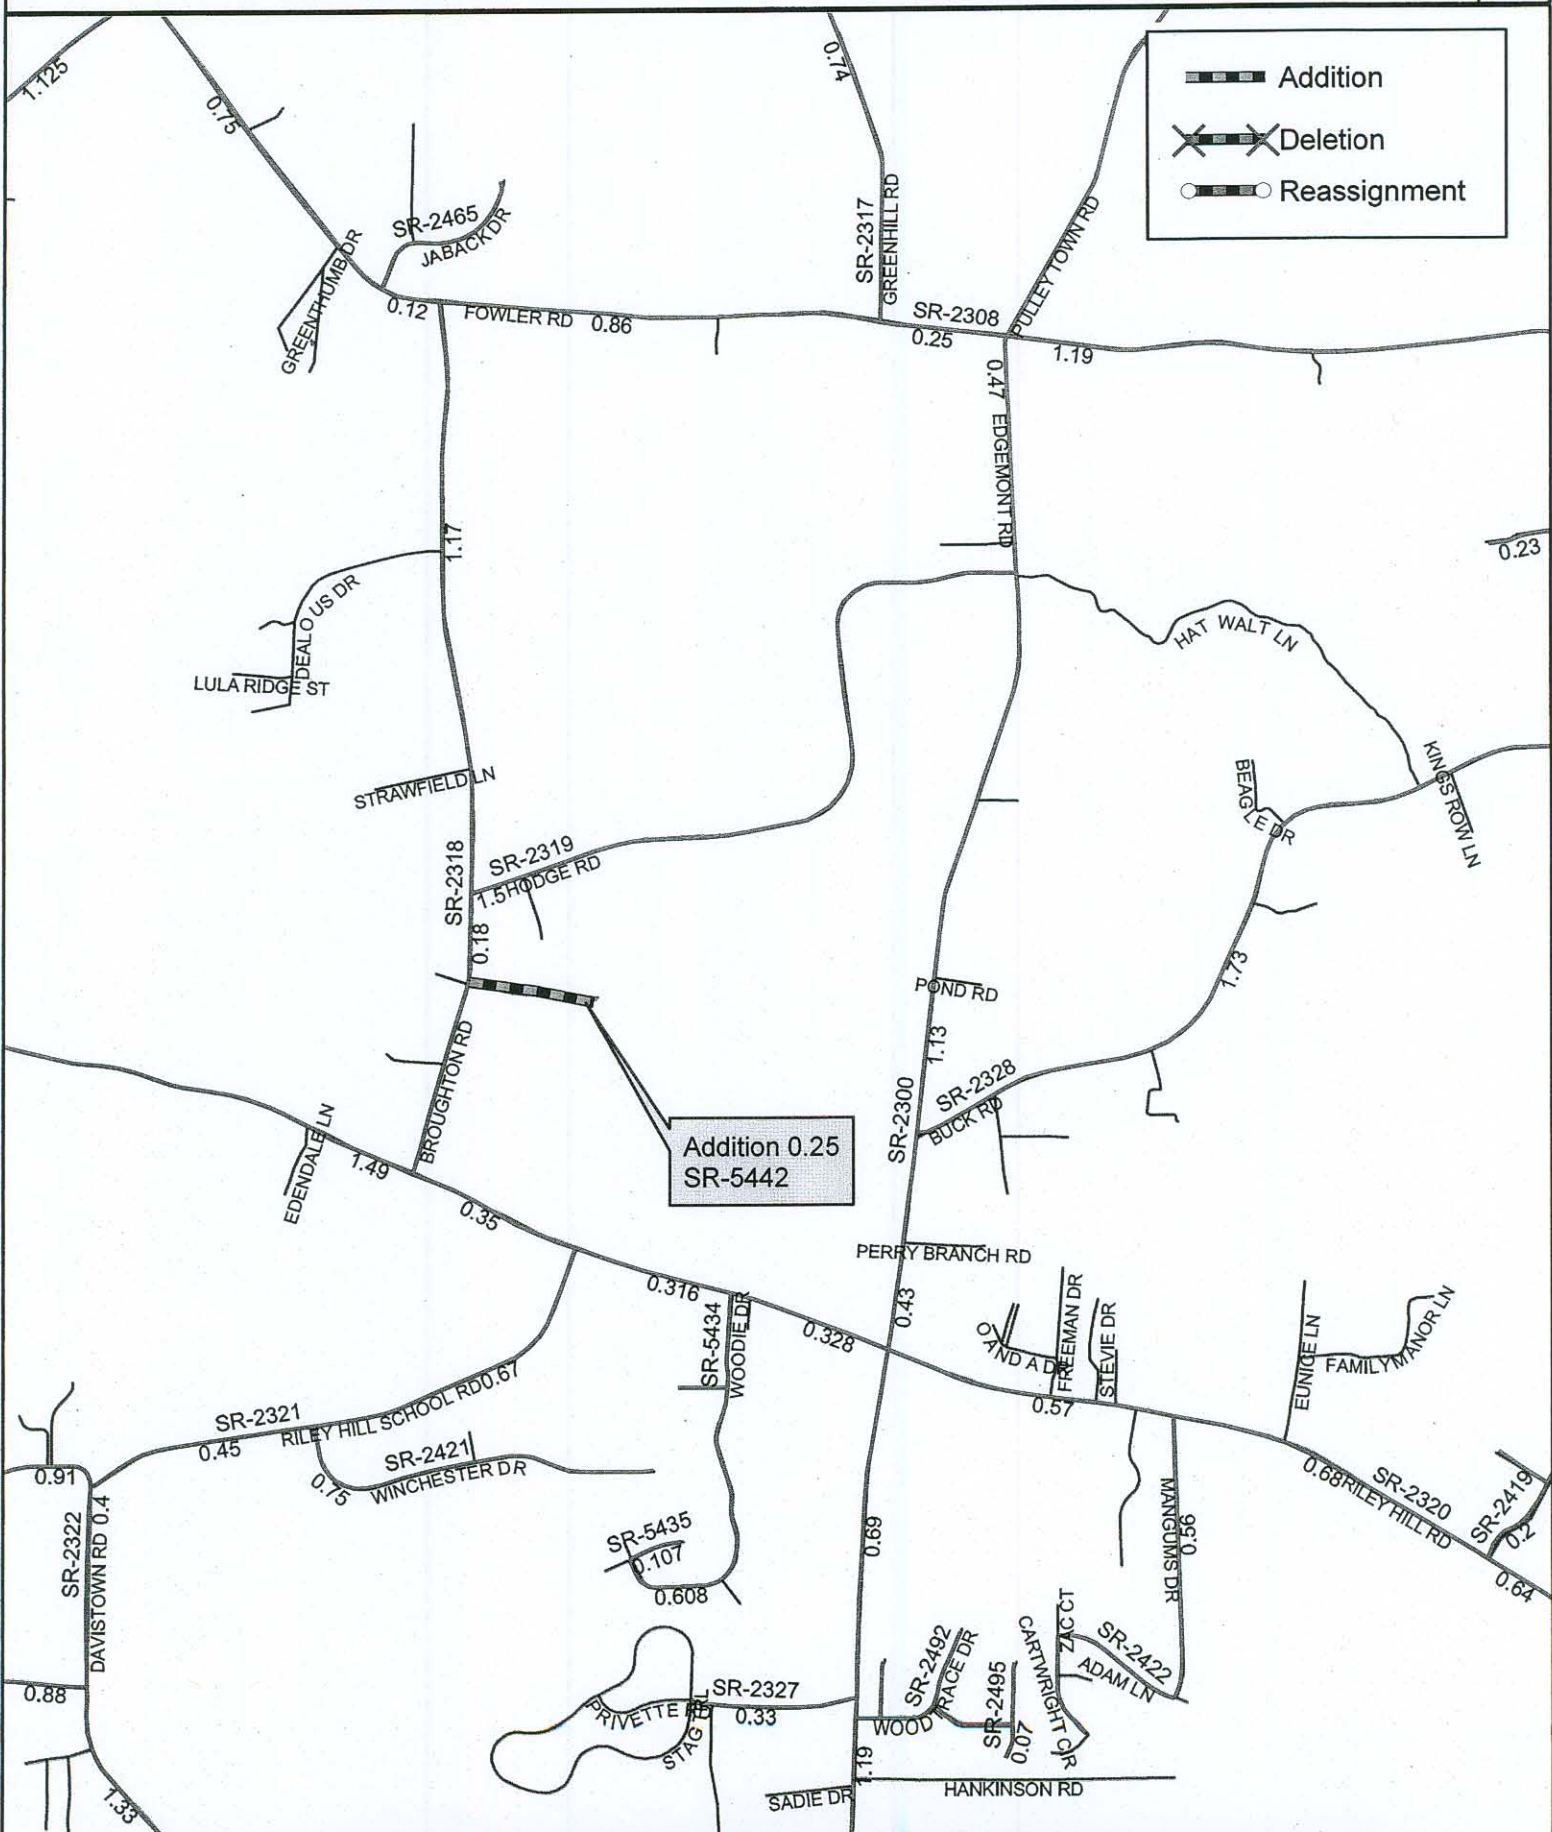 1.125
0.75
0.74
Addition
Deletion
Reassignment
SR-2465
JABACK DR
SR-2317
GREENHILL RD
PULLEY TOWN RD
GREENTHUMB DR
0.12
FOWLER RD 0.86
SR-2308
0.25
1.19
0.47 EDGEMONT RD
1.17
0.23
DEALOUS DR
LULA RIDGE ST
HAT WALT LN
STRAWFIELD LN
KINGS ROW LN
BEAGLE DR
SR-2318
SR-2319
1.5 HODGE RD
0.18
1.73
POND RD
1.13
BROUGHTON RD
SR-2300
SR-2328
BUCK RD
Addition 0.25
SR-5442
EDENDALE LN
1.49
0.35
PERRY BRANCH RD
0.316
0.43
SR-5434
WOODIE DR
0.328
O AND A DR
FREEMAN DR
STEVIE DR
0.57
EUNICE LN
FAMILY MANOR LN
SR-2321
0.45
RILEY HILL SCHOOL RD 0.67
SR-2421
WINCHESTER DR
0.75
0.91
SR-2322
DAVISTOWN RD 0.4
0.68 RILEY HILL RD
SR-2320
SR-2419
0.2
0.64
MANGUMS DR
0.56
0.69
SR-5435
0.107
0.608
0.88
PRIVETTE RD
STAG TRL
SR-2327
0.33
SR-2492
WOOD TRACE DR
SR-2495
0.07
CARTWRIGHT CIR
ZAC CT
SR-2422
ADAM LN
1.19
SADIE DR
HANKINSON RD
1.33